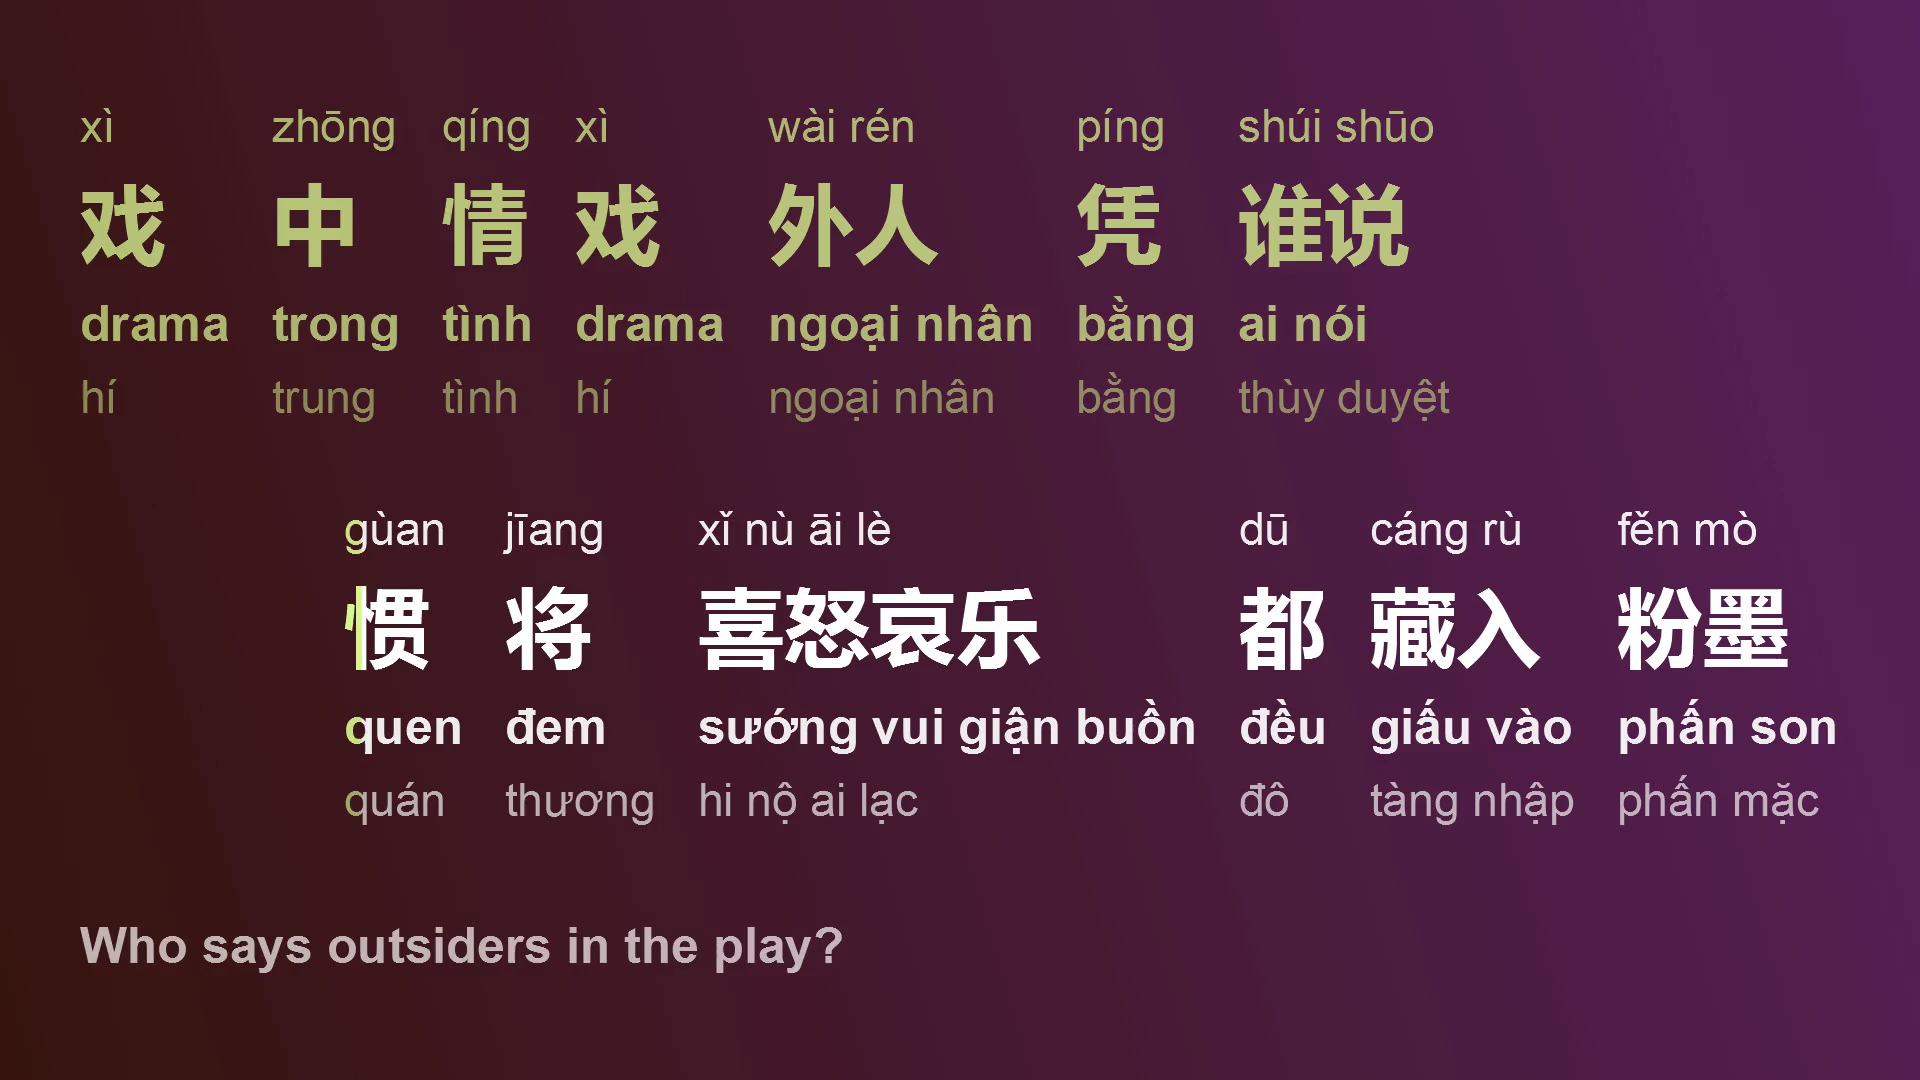 xì zhōng qíng xì wài rén píng shúi shūo
戏 中 情 戏 外人 凭 谁说
drama trong tình drama ngoại nhân bằng ai nói
hí trung tình hí ngoại nhân bằng thùy duyệt
gùan jīang xǐ nù āi lè dū cáng rù fěn mò
惯 将 喜怒哀乐 都 藏入 粉墨
quen đem sướng vui giận buồn đều giấu vào phấn son
quán thương hi nộ ai lạc đô tàng nhập phấn mặc
Who says outsiders in the play?